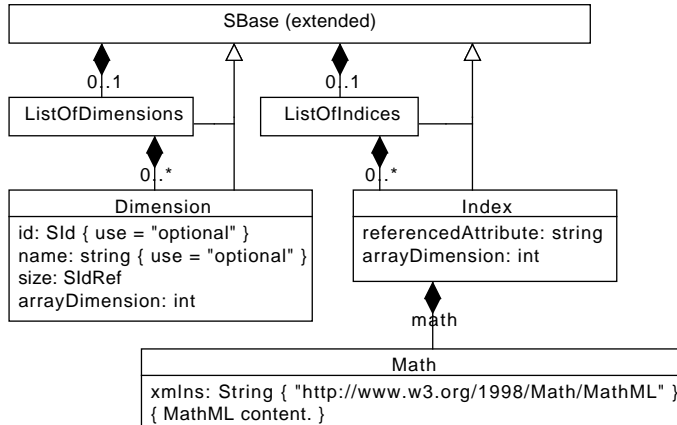 SBase (extended)
0..1
0..1
ListOfDimensions
ListOfIndices
0..*
0..*
Dimension
id: SId { use = "optional" }
name: string { use = "optional" }
size: SIdRef
arrayDimension: int
Index
referencedAttribute: string
arrayDimension: int
math
Math
xmlns: String { "http://www.w3.org/1998/Math/MathML" }
{ MathML content. }